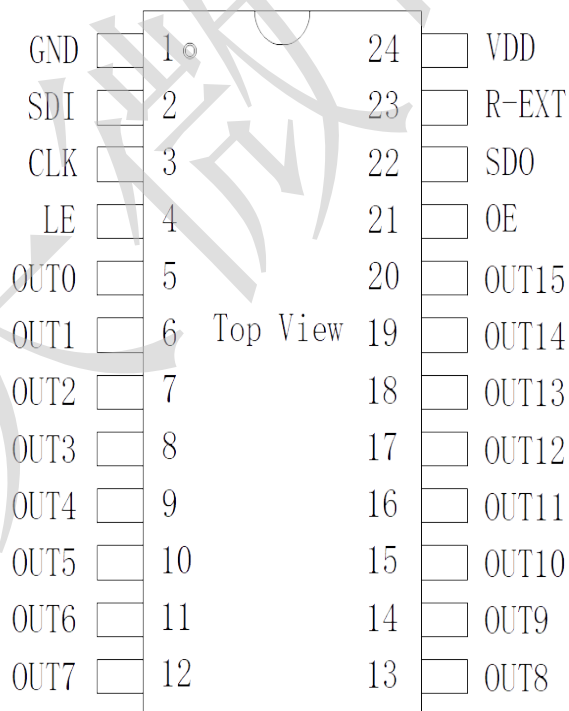 GND 1 24 VDD
SDI 2 23 R-EXT
CLK 3 22 SDO
LE 4 21 OE
OUT0 5 20 OUT15
OUT1 6 Top View 19 OUT14
OUT2 7 18 OUT13
OUT3 8 17 OUT12
OUT4 9 16 OUT11
OUT5 10 15 OUT10
OUT6 11 14 OUT9
OUT7 12 13 OUT8
微